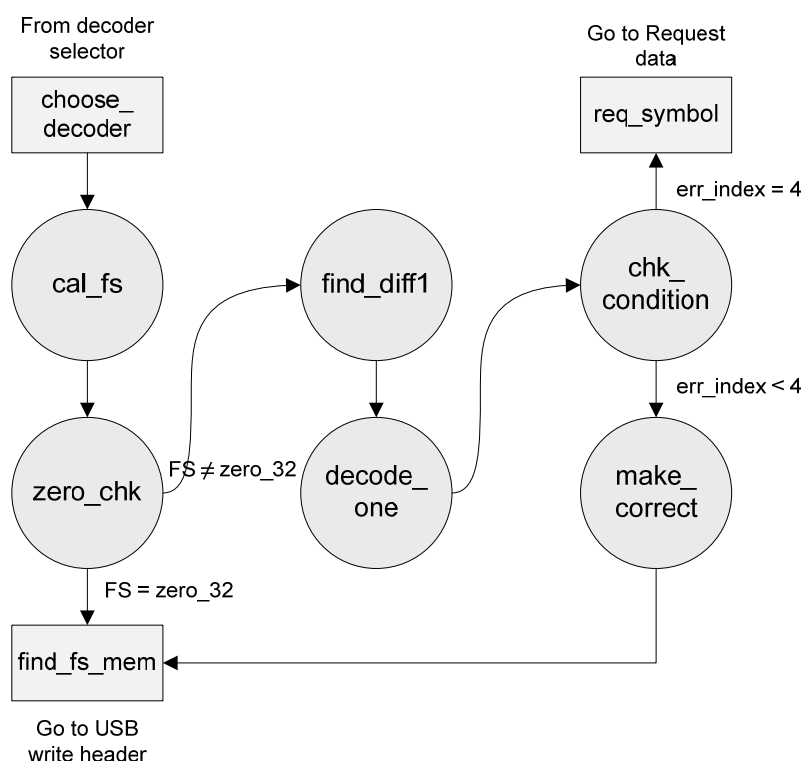 From decoder
selector
choose_
decoder
Go to Request
data
req_symbol
err_index = 4
cal_fs
find_diff1
chk_
condition
err_index < 4
zero_chk
FS ≠ zero_32
decode_
one
make_
correct
FS = zero_32
find_fs_mem
Go to USB
write header